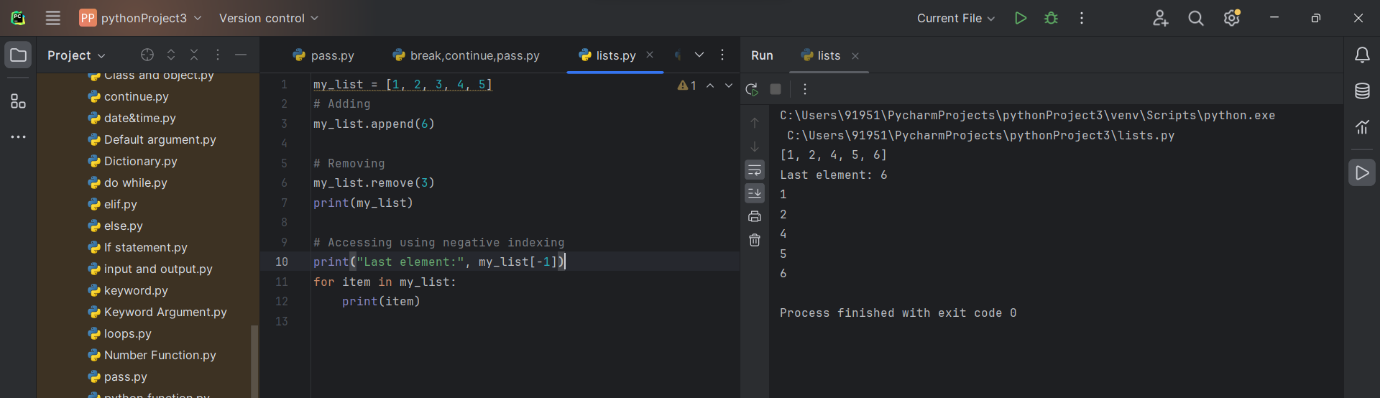 PC
PP pythonProject3
Version control
Current File
Project
Class and object.py
continue.py
date&time.py
Default argument.py
Dictionary.py
do while.py
elif.py
else.py
If statement.py
input and output.py
keyword.py
Keyword Argument.py
loops.py
Number Function.py
pass.py
python function.py
pass.py
break,continue,pass.py
lists.py
1
1 my_list = [1, 2, 3, 4, 5]
2 # Adding
3 my_list.append(6)
4
5 # Removing
6 my_list.remove(3)
7 print(my_list)
8
9 # Accessing using negative indexing
10 print("Last element:", my_list[-1])
11 for item in my_list:
12     print(item)
13
Run
lists
C:\Users\91951\PycharmProjects\pythonProject3\venv\Scripts\python.exe
C:\Users\91951\PycharmProjects\pythonProject3\lists.py
[1, 2, 4, 5, 6]
Last element: 6
1
2
4
5
6
Process finished with exit code 0